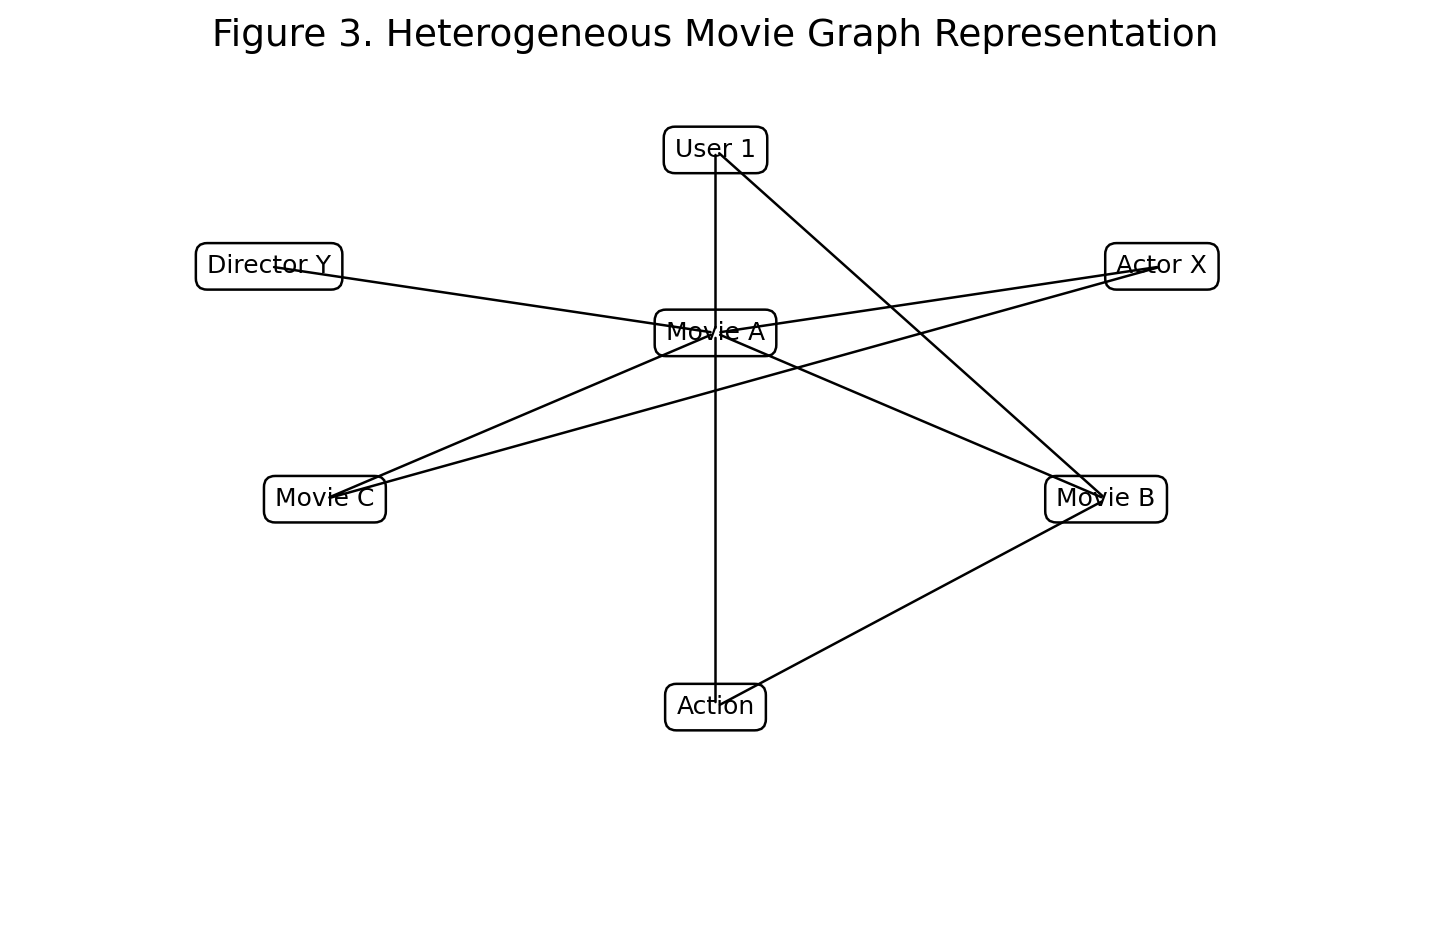 Figure 3. Heterogeneous Movie Graph Representation
User 1
Director Y
Actor X
Movie A
Movie C
Movie B
Action